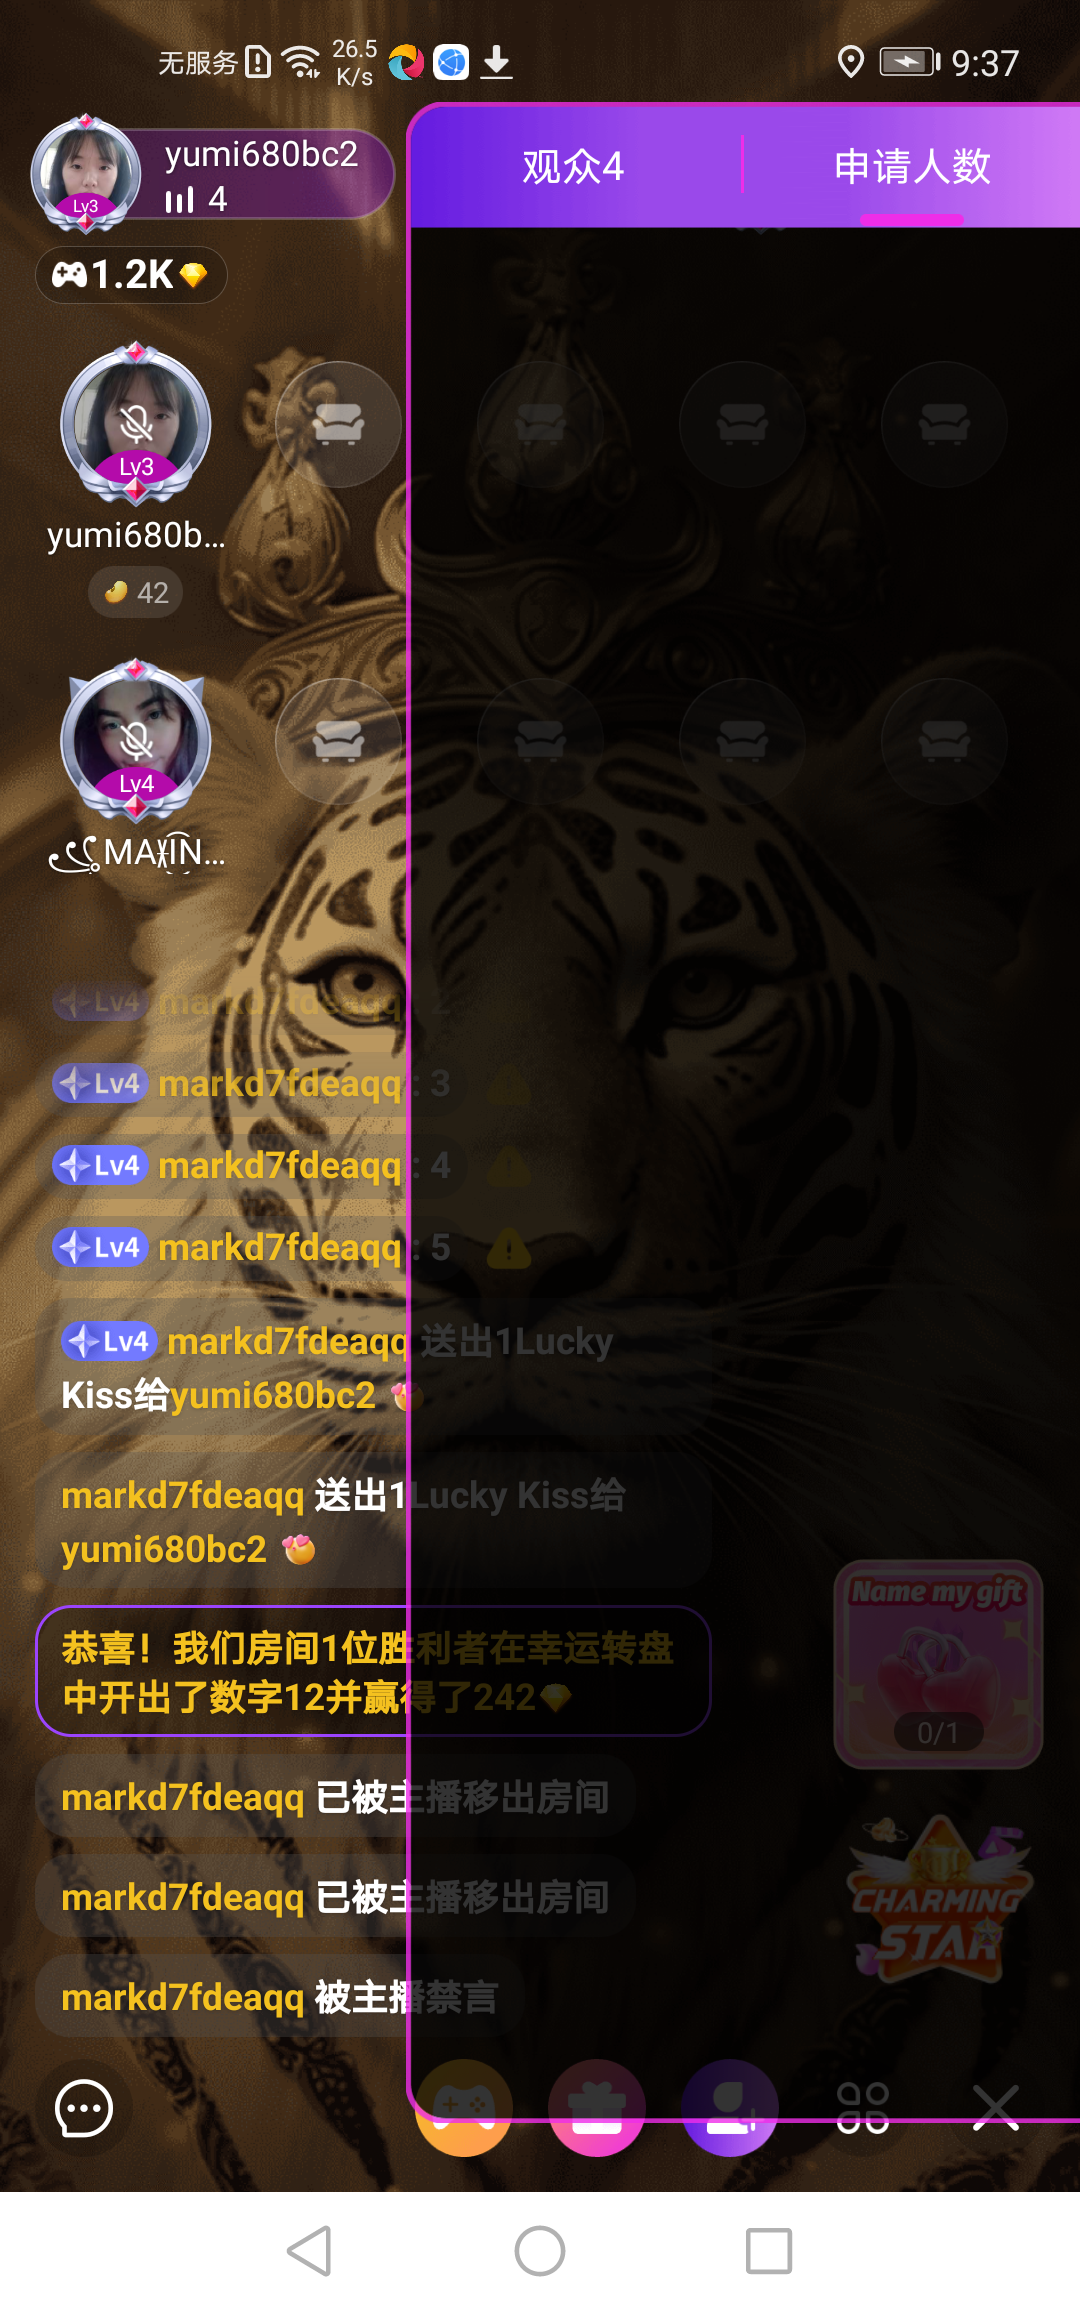 无服务
26.5
K/s
9:37
yumi680bc2
Lv3
4
1.2K
观众4
申请人数
Lv3
yumi680b...
42
Lv4
Lv4 markd7fdeaqq : 2
Lv4 markd7fdeaqq : 3
Lv4 markd7fdeaqq : 4
Lv4 markd7fdeaqq : 5
Lv4 markd7fdeaqq 送出1Lucky
Kiss给yumi680bc2
markd7fdeaqq 送出1Lucky Kiss给
yumi680bc2
恭喜！我们房间1位胜利者在幸运转盘
中开出了数字12并赢得了242
markd7fdeaqq 已被主播移出房间
markd7fdeaqq 已被主播移出房间
markd7fdeaqq 被主播禁言
Name my gift
0/1
CHARMING
STAR